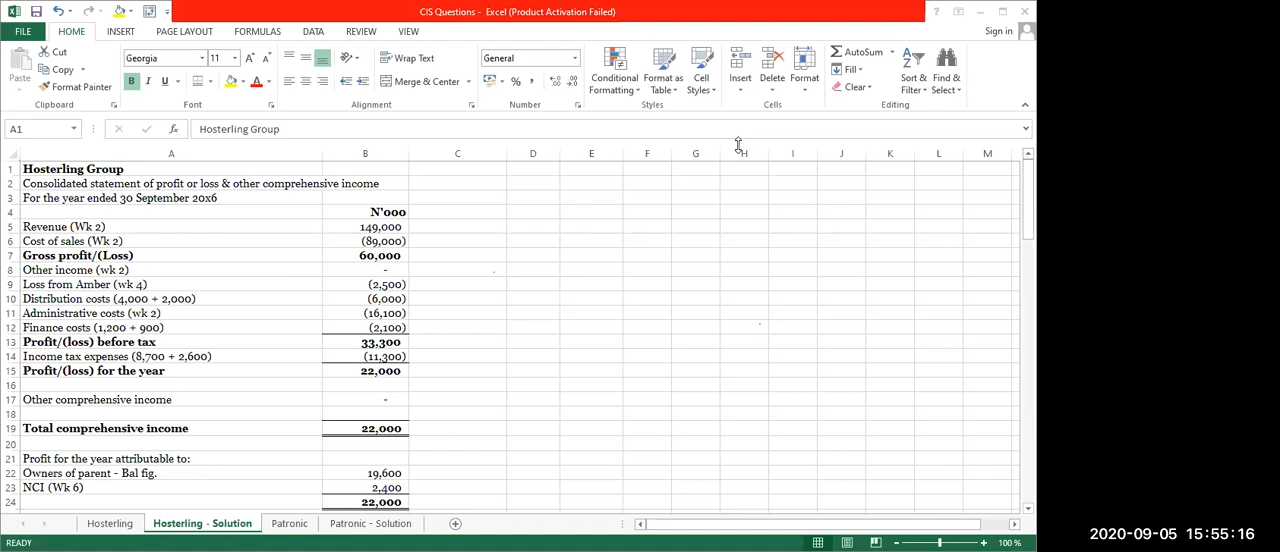 CIS Questions - Excel (Product Activation Failed)
FILE HOME INSERT PAGE LAYOUT FORMULAS DATA REVIEW VIEW Sign in
Paste Cut Copy Format Painter Clipboard
Georgia 11 B I U A A A Font
Wrap Text Merge & Center Alignment
General % , Number
Conditional Formatting Format as Table Cell Styles Styles
Insert Delete Format Cells
AutoSum Fill Clear Sort & Filter Find & Select Editing
A1 fx Hosterling Group
A B C D E F G H I J K L M
1 Hosterling Group
2 Consolidated statement of profit or loss & other comprehensive income
3 For the year ended 30 September 20x6
4 N'000
5 Revenue (Wk 2) 149,000
6 Cost of sales (Wk 2) (89,000)
7 Gross profit/(Loss) 60,000
8 Other income (wk 2) -
9 Loss from Amber (wk 4) (2,500)
10 Distribution costs (4,000 + 2,000) (6,000)
11 Administrative costs (wk 2) (16,100)
12 Finance costs (1,200 + 900) (2,100)
13 Profit/(loss) before tax 33,300
14 Income tax expenses (8,700 + 2,600) (11,300)
15 Profit/(loss) for the year 22,000
16
17 Other comprehensive income -
18
19 Total comprehensive income 22,000
20
21 Profit for the year attributable to:
22 Owners of parent - Bal fig. 19,600
23 NCI (Wk 6) 2,400
24 22,000
Hosterling Hosterling - Solution Patronic Patronic - Solution
READY 100 %
2020-09-05 15:55:16